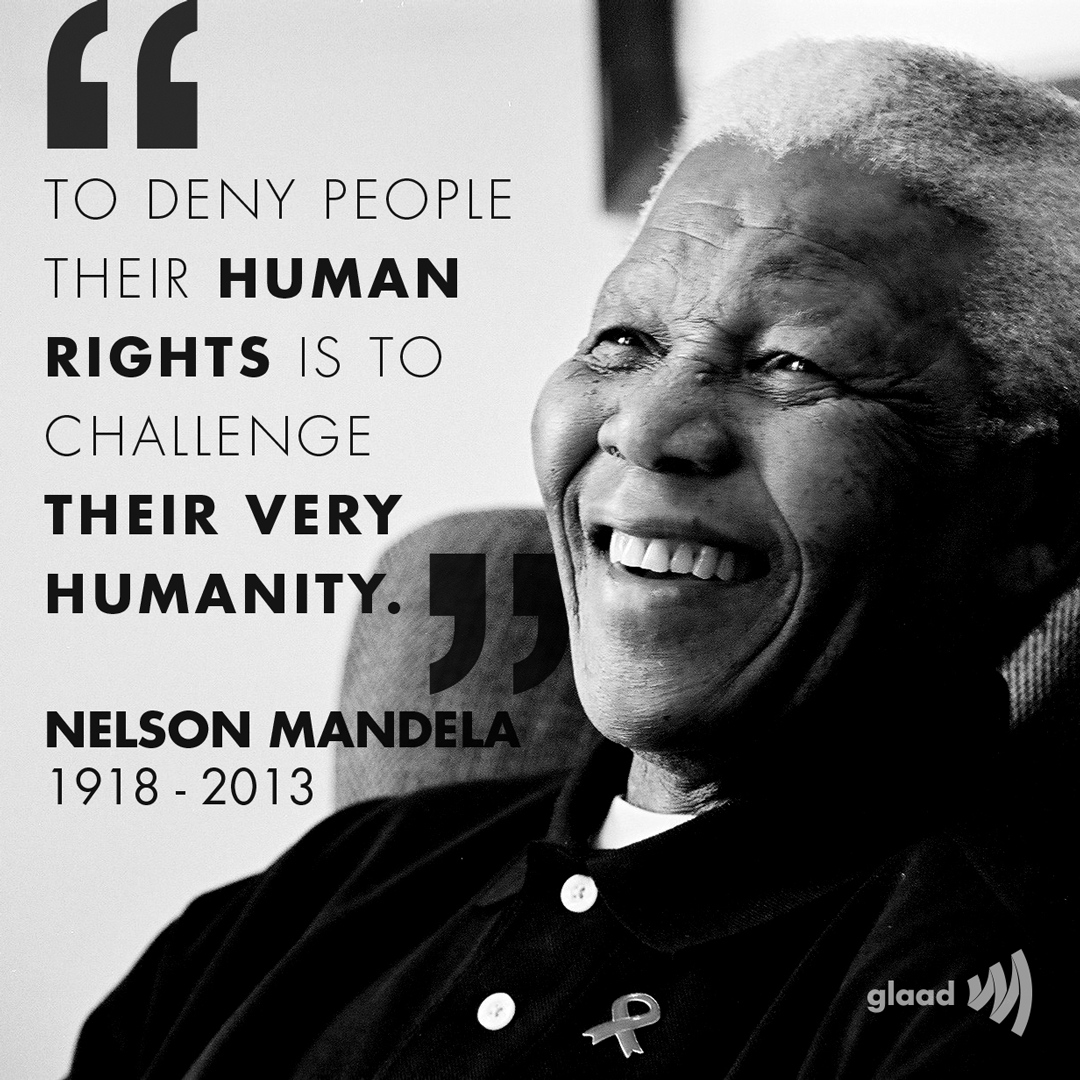 “
TO DENY PEOPLE
THEIR HUMAN
RIGHTS IS TO
CHALLENGE
THEIR VERY
HUMANITY. ”
NELSON MANDELA
1918 - 2013
glaad